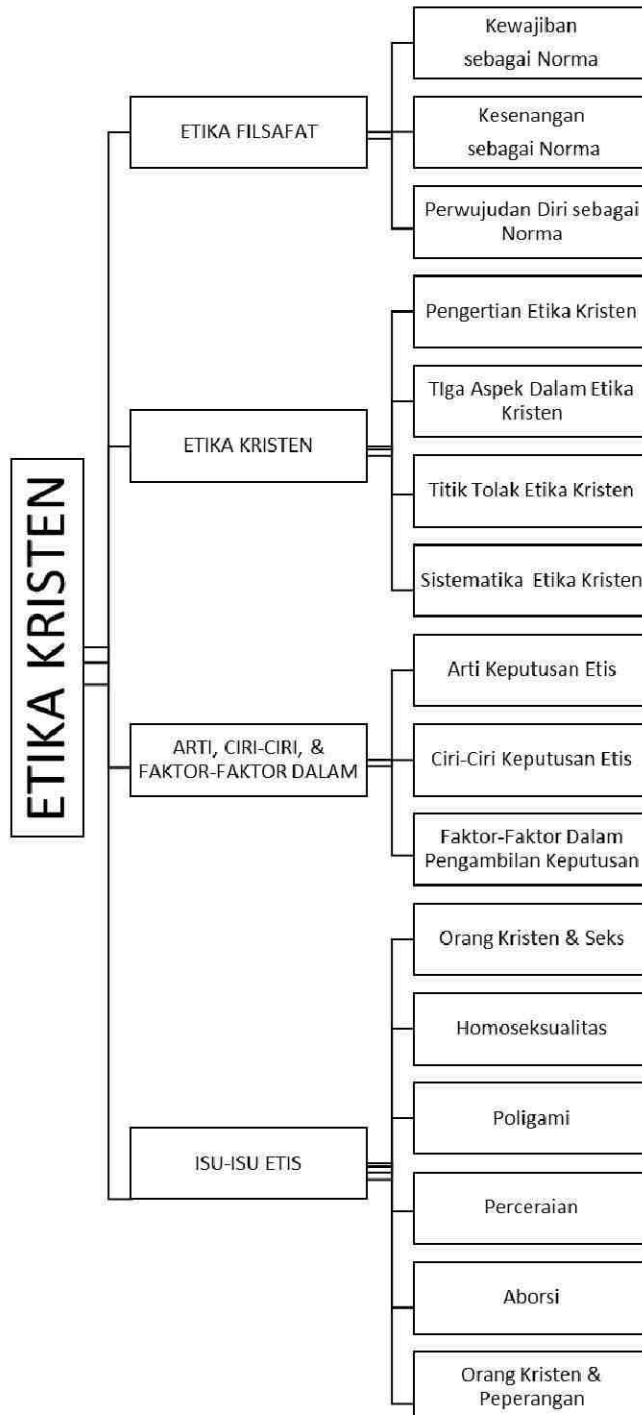 ETIKA KRISTEN
ETIKA FILSAFAT
Kewajiban
sebagai Norma
Kesenangan
sebagai Norma
Perwujudan Diri sebagai
Norma
ETIKA KRISTEN
Pengertian Etika Kristen
TIga Aspek Dalam Etika
Kristen
Titik Tolak Etika Kristen
Sistematika Etika Kristen
ARTI, CIRI-CIRI, &
FAKTOR-FAKTOR DALAM
Arti Keputusan Etis
Ciri-Ciri Keputusan Etis
Faktor-Faktor Dalam
Pengambilan Keputusan
ISU-ISU ETIS
Orang Kristen & Seks
Homoseksualitas
Poligami
Perceraian
Aborsi
Orang Kristen &
Peperangan